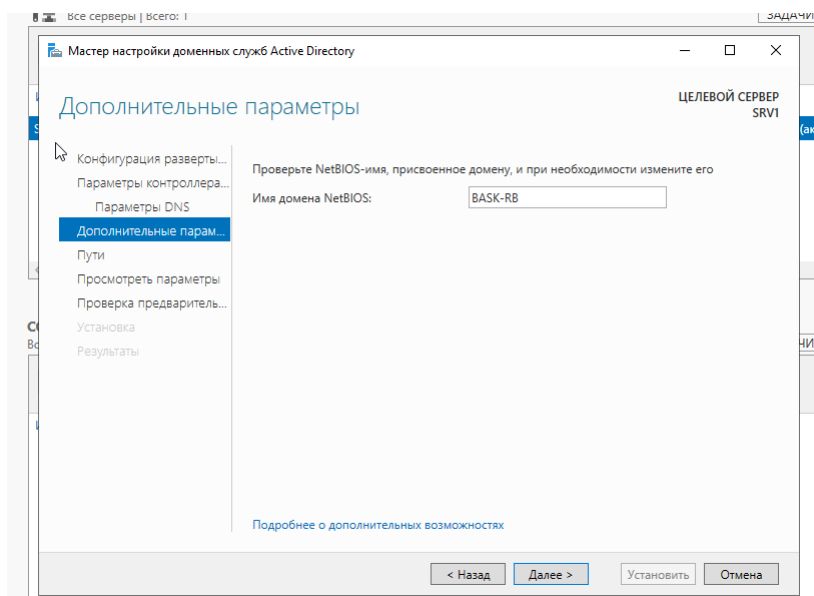 Все серверы | Всего: 1
ЗАДАЧИ
Мастер настройки доменных служб Active Directory
Дополнительные параметры
ЦЕЛЕВОЙ СЕРВЕР
SRV1
Конфигурация разверты...
Параметры контроллера...
Параметры DNS
Дополнительные парам...
Пути
Просмотреть параметры
Проверка предваритель...
Установка
Результаты
Проверьте NetBIOS-имя, присвоенное домену, и при необходимости измените его
Имя домена NetBIOS:
BASK-RB
Подробнее о дополнительных возможностях
< Назад
Далее >
Установить
Отмена